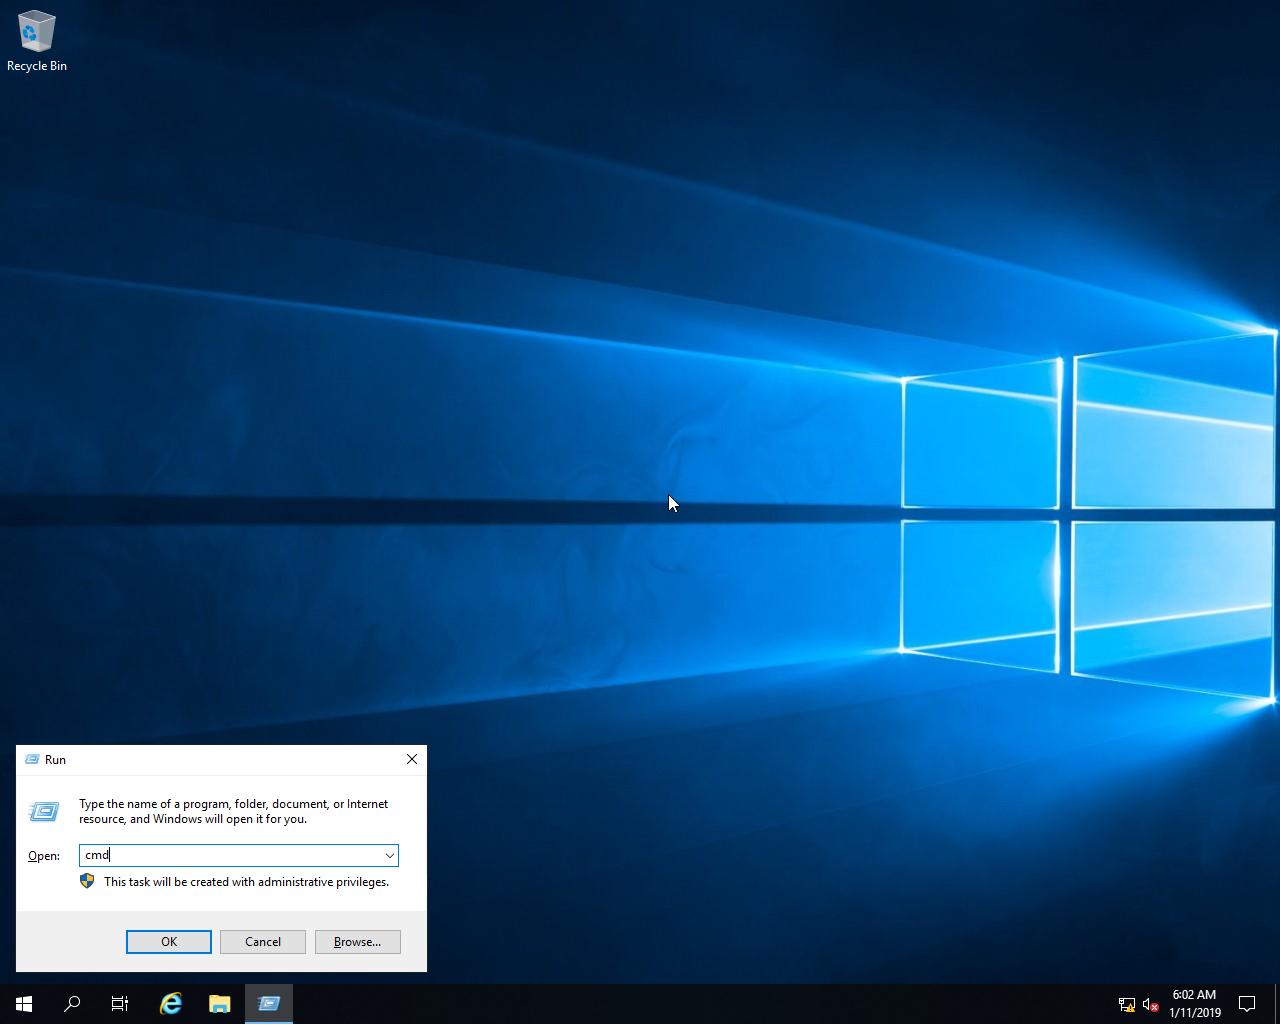 Recycle Bin
Run
Type the name of a program, folder, document, or Internet
resource, and Windows will open it for you.
Open:
cmd
This task will be created with administrative privileges.
OK
Cancel
Browse...
6:02 AM
1/11/2019